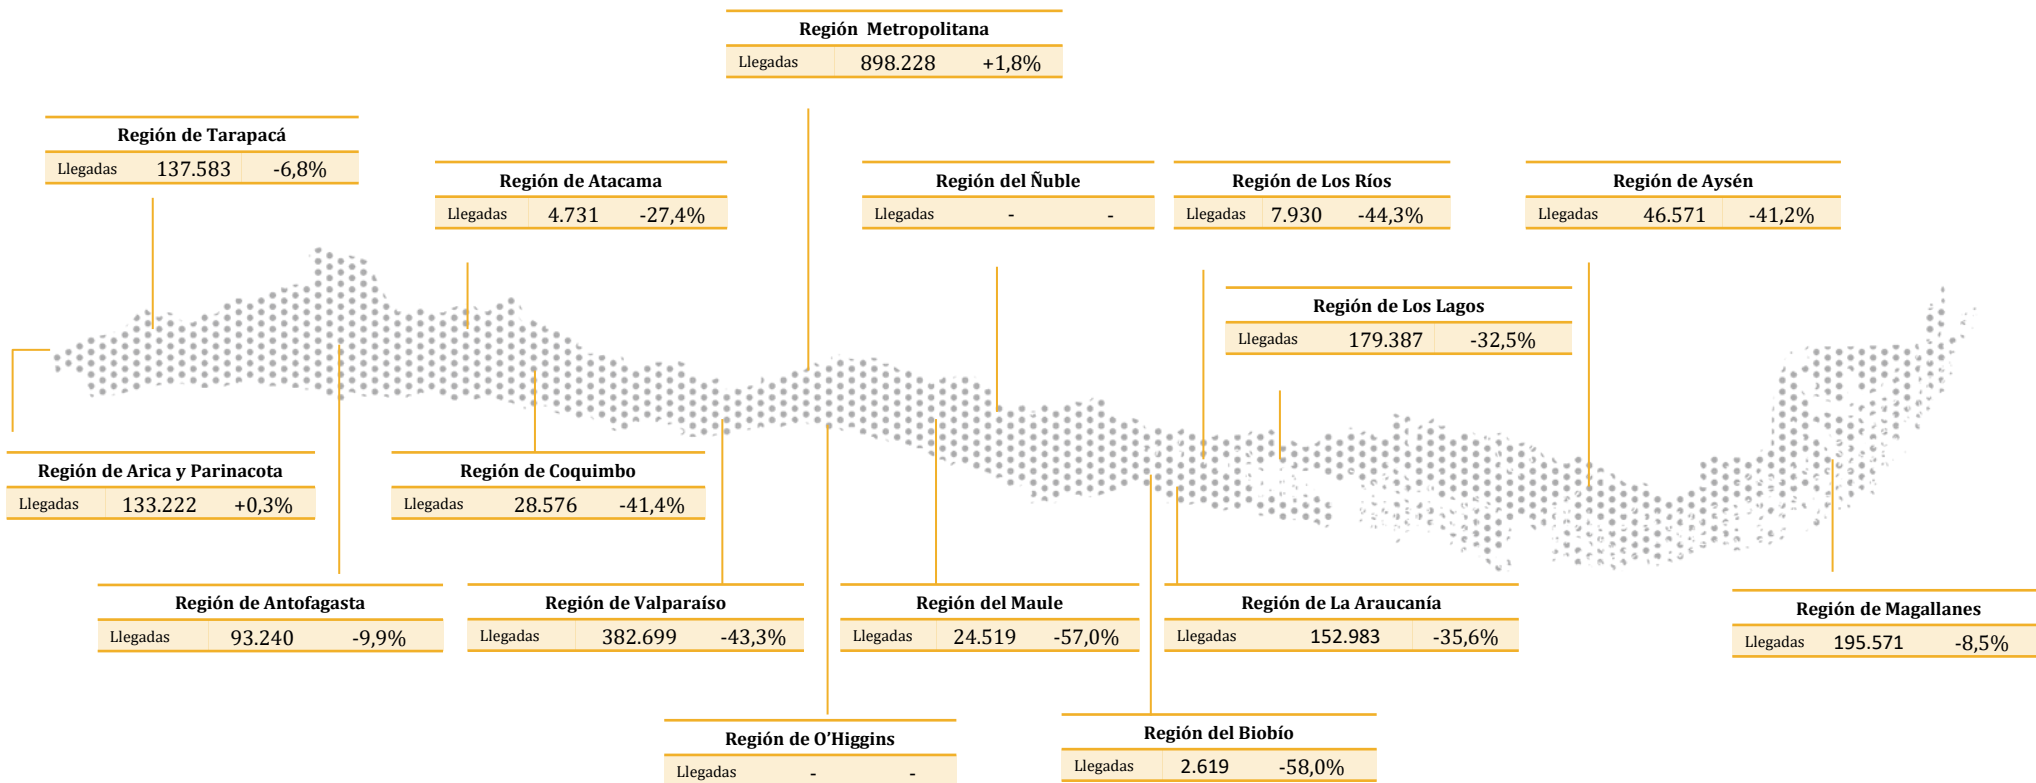 Región Metropolitana
Llegadas 898.228 +1,8%
Región de Tarapacá
Llegadas 137.583 -6,8%
Región de Atacama
Llegadas 4.731 -27,4%
Región del Ñuble
Llegadas - -
Región de Los Ríos
Llegadas 7.930 -44,3%
Región de Aysén
Llegadas 46.571 -41,2%
Región de Los Lagos
Llegadas 179.387 -32,5%
Región de Arica y Parinacota
Llegadas 133.222 +0,3%
Región de Coquimbo
Llegadas 28.576 -41,4%
Región de Antofagasta
Llegadas 93.240 -9,9%
Región de Valparaíso
Llegadas 382.699 -43,3%
Región del Maule
Llegadas 24.519 -57,0%
Región de La Araucanía
Llegadas 152.983 -35,6%
Región de Magallanes
Llegadas 195.571 -8,5%
Región de O’Higgins
Llegadas - -
Región del Biobío
Llegadas 2.619 -58,0%